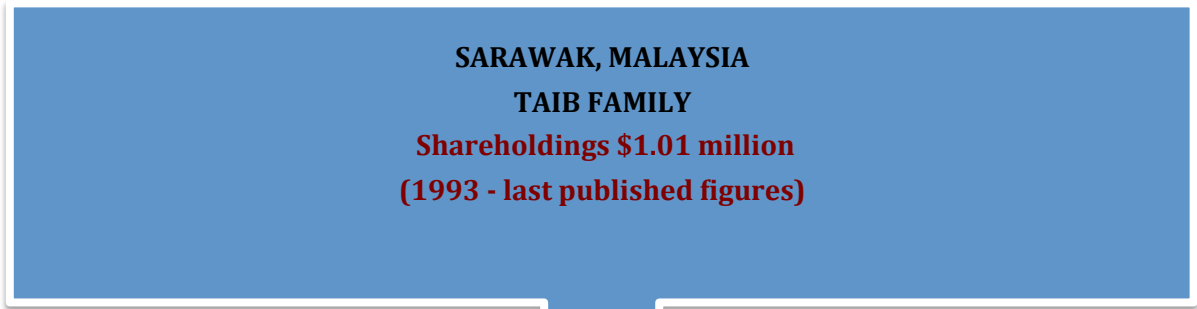 SARAWAK, MALAYSIA
TAIB FAMILY
Shareholdings $1.01 million
(1993 - last published figures)